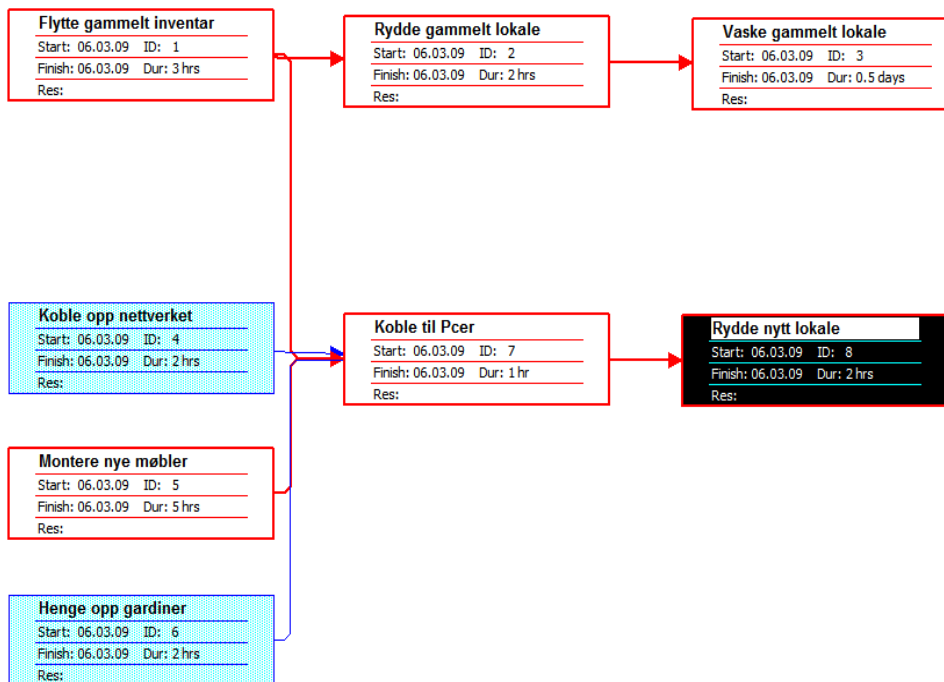 Flytte gammelt inventar
Start: 06.03.09 ID: 1
Finish: 06.03.09 Dur: 3 hrs
Res:
Rydde gammelt lokale
Start: 06.03.09 ID: 2
Finish: 06.03.09 Dur: 2 hrs
Res:
Vaske gammelt lokale
Start: 06.03.09 ID: 3
Finish: 06.03.09 Dur: 0.5 days
Res:
Koble opp nettverket
Start: 06.03.09 ID: 4
Finish: 06.03.09 Dur: 2 hrs
Res:
Koble til Pcer
Start: 06.03.09 ID: 7
Finish: 06.03.09 Dur: 1 hr
Res:
Rydde nytt lokale
Start: 06.03.09 ID: 8
Finish: 06.03.09 Dur: 2 hrs
Res:
Montere nye møbler
Start: 06.03.09 ID: 5
Finish: 06.03.09 Dur: 5 hrs
Res:
Henge opp gardiner
Start: 06.03.09 ID: 6
Finish: 06.03.09 Dur: 2 hrs
Res: